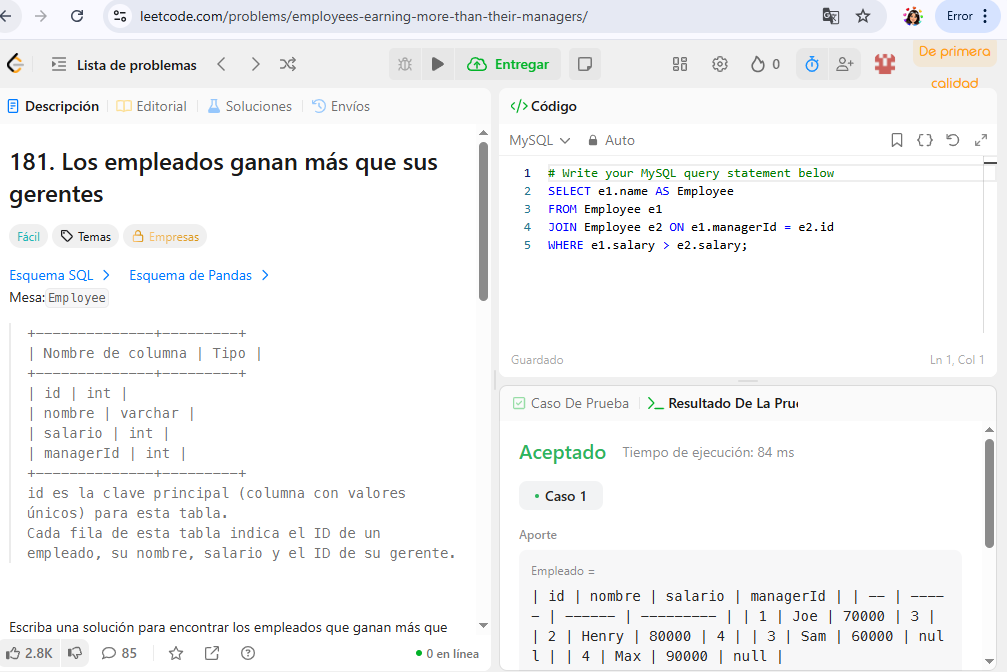 leetcode.com/problems/employees-earning-more-than-their-managers/
Error
Lista de problemas
Entregar
0
De primera
calidad
Descripción
Editorial
Soluciones
Envíos
181. Los empleados ganan más que sus
gerentes
Fácil
Temas
Empresas
Esquema SQL >
Esquema de Pandas >
Mesa: Employee
+--------------+---------+
| Nombre de columna | Tipo |
+--------------+---------+
| id | int |
| nombre | varchar |
| salario | int |
| managerId | int |
+--------------+---------+
id es la clave principal (columna con valores
únicos) para esta tabla.
Cada fila de esta tabla indica el ID de un
empleado, su nombre, salario y el ID de su gerente.
Escriba una solución para encontrar los empleados que ganan más que
2.8K
85
0 en línea
</> Código
MySQL
Auto
1 # Write your MySQL query statement below
2 SELECT e1.name AS Employee
3 FROM Employee e1
4 JOIN Employee e2 ON e1.managerId = e2.id
5 WHERE e1.salary > e2.salary;
Guardado
Ln 1, Col 1
Caso De Prueba
>_ Resultado De La Prue
Aceptado
Tiempo de ejecución: 84 ms
• Caso 1
Aporte
Empleado =
| id | nombre | salario | managerId | | -- | ----
- | ------ | --------- | | 1 | Joe | 70000 | 3 |
| 2 | Henry | 80000 | 4 | | 3 | Sam | 60000 | nul
l | | 4 | Max | 90000 | null |